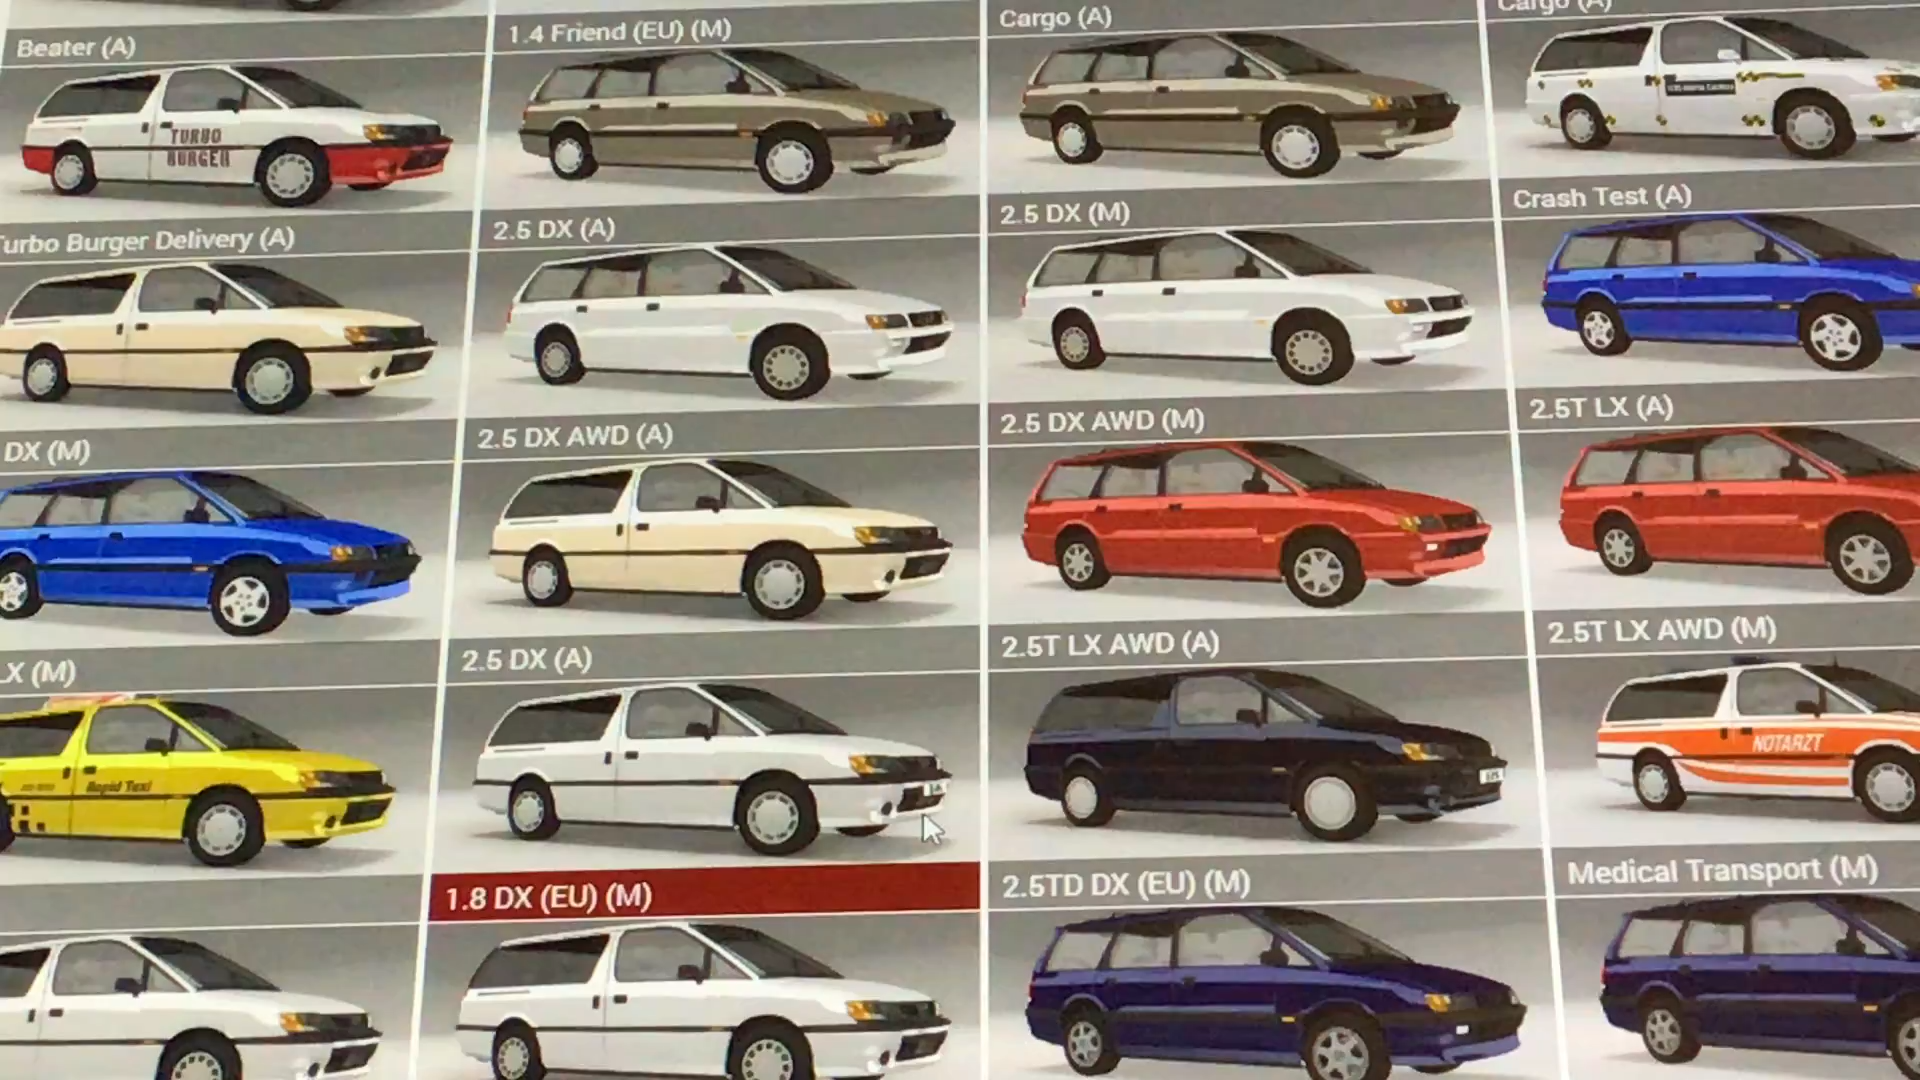 Beater (A)
1.4 Friend (EU) (M)
Cargo (A)
Cargo (A)
TURBO
BURGER
Turbo Burger Delivery (A)
2.5 DX (A)
2.5 DX (M)
Crash Test (A)
DX (M)
2.5 DX AWD (A)
2.5 DX AWD (M)
2.5T LX (A)
LX (M)
2.5 DX (A)
2.5T LX AWD (A)
2.5T LX AWD (M)
Rapid Taxi
NOTARZT
1.8 DX (EU) (M)
2.5TD DX (EU) (M)
Medical Transport (M)